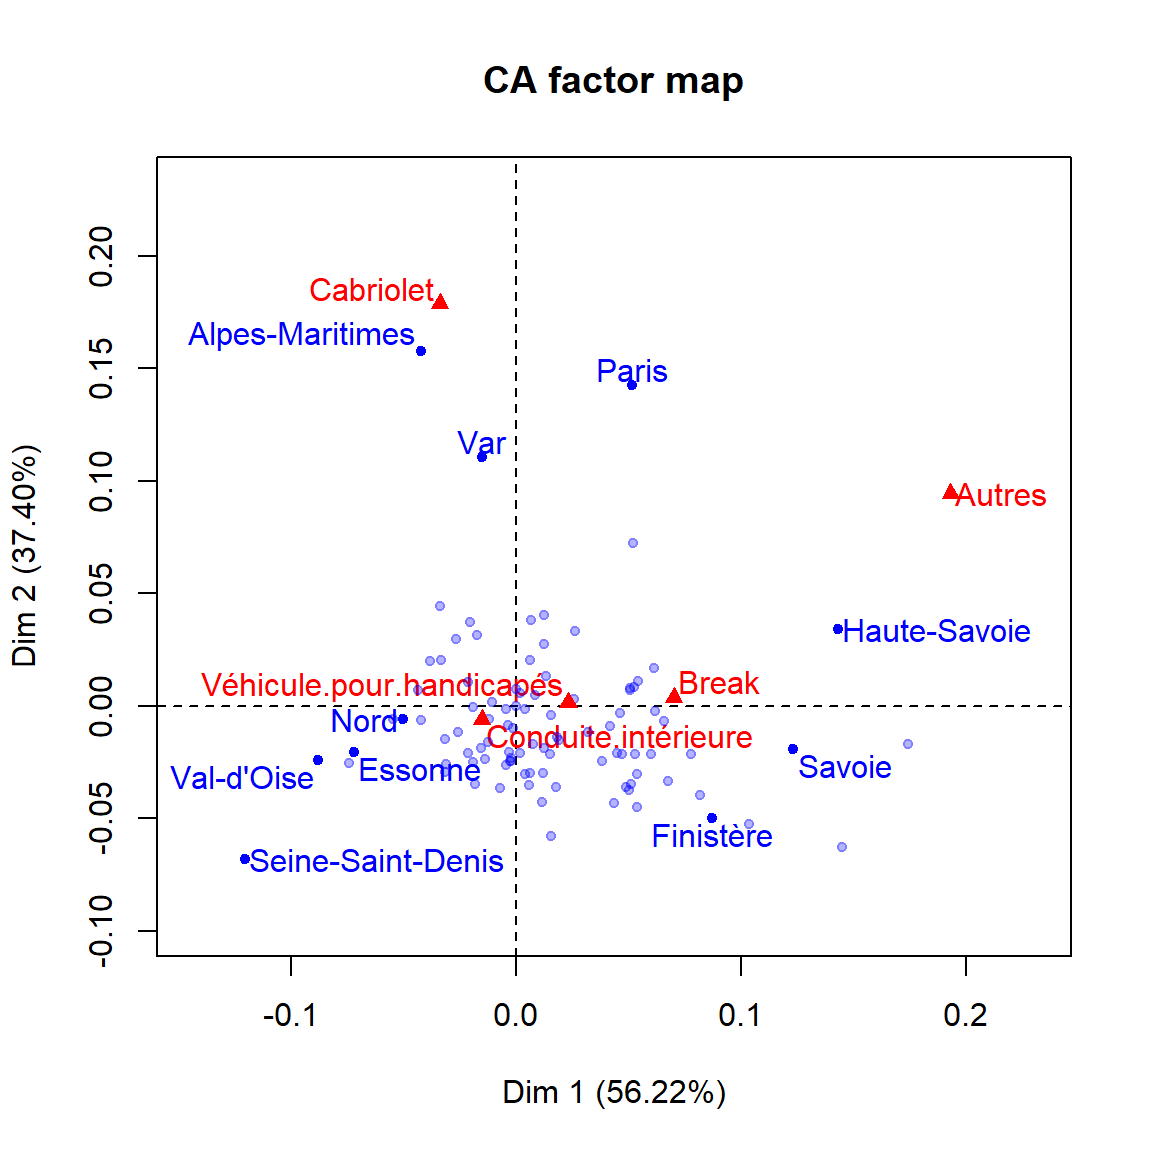 CA factor map
Cabriolet
Alpes-Maritimes
Paris
Var
Autres
Haute-Savoie
Véhicule.pour.handicapés
Break
Nord
Conduite.intérieure
Val-d'Oise
Essonne
Savoie
Finistère
Seine-Saint-Denis
0.20
0.15
0.10
0.05
0.00
-0.05
-0.10
Dim 2 (37.40%)
-0.1 0.0 0.1 0.2
Dim 1 (56.22%)